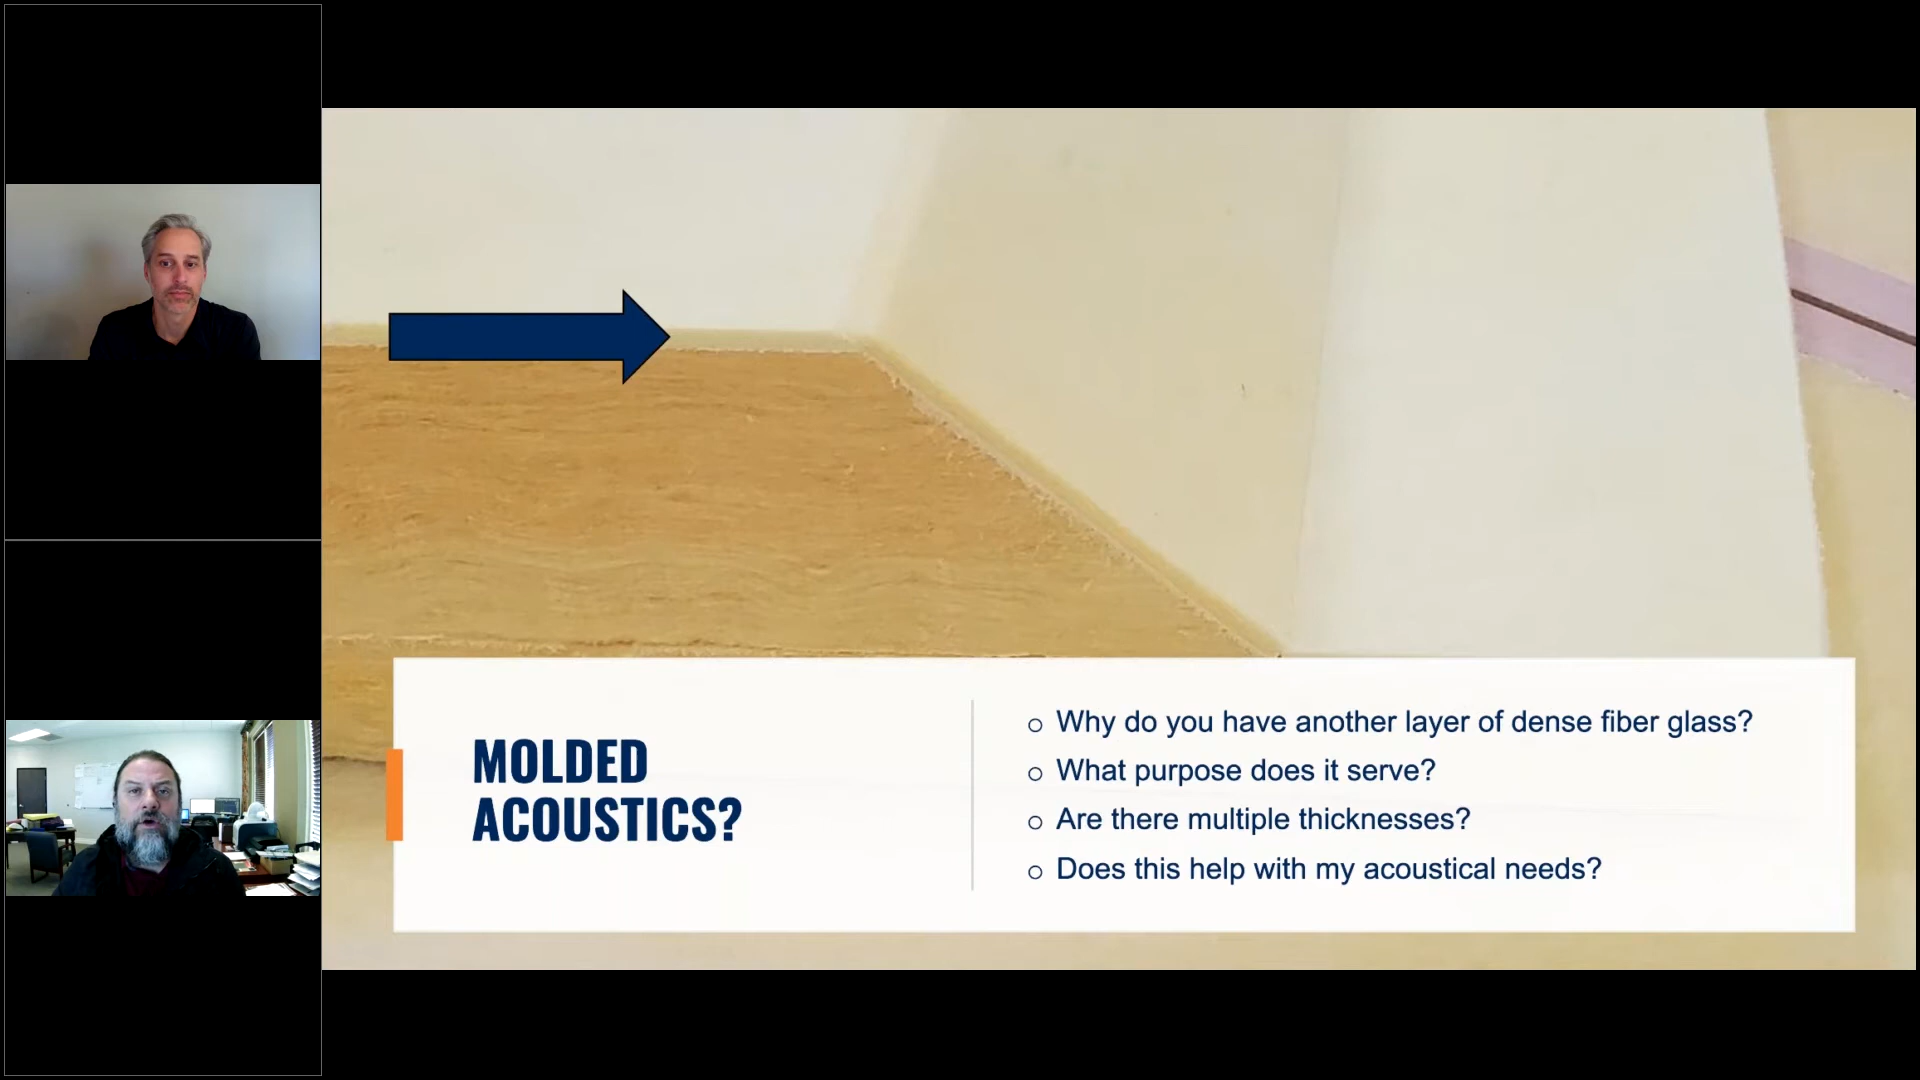 MOLDED
ACOUSTICS?
o Why do you have another layer of dense fiber glass?
o What purpose does it serve?
o Are there multiple thicknesses?
o Does this help with my acoustical needs?